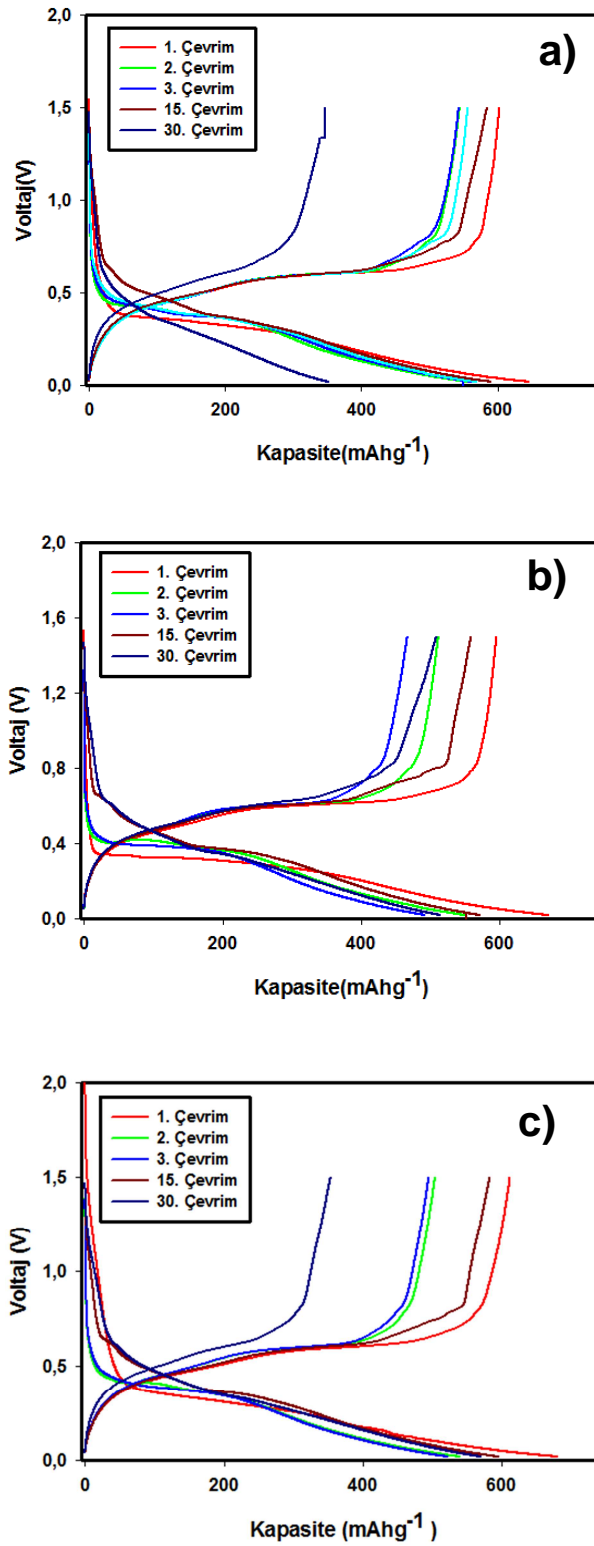 a)
2,0
1,5
1,0
0,5
0,0
Voltaj(V)
1. Çevrim
2. Çevrim
3. Çevrim
15. Çevrim
30. Çevrim
0
200
400
600
Kapasite(mAhg-1)
b)
2,0
1,6
1,2
0,8
0,4
0,0
Voltaj (V)
1. Çevrim
2. Çevrim
3. Çevrim
15. Çevrim
30. Çevrim
0
200
400
600
Kapasite(mAhg-1)
c)
2,0
1,5
1,0
0,5
0,0
Voltaj (V)
1. Çevrim
2. Çevrim
3. Çevrim
15. Çevrim
30. Çevrim
0
200
400
600
Kapasite (mAhg-1 )